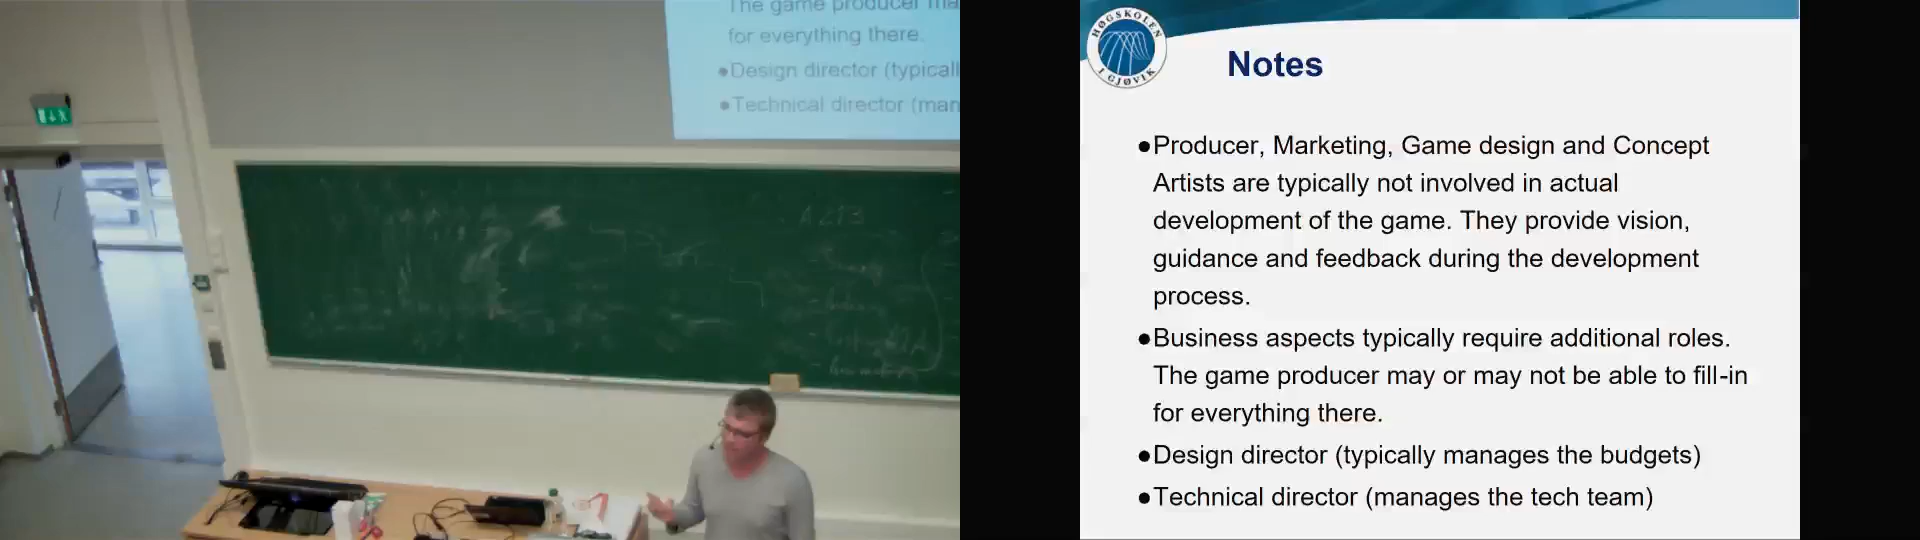 The game producer ma
for everything there.
●Design director (typicall
●Technical director (man
A213
HØGSKOLEN
I GJØVIK
Notes
●Producer, Marketing, Game design and Concept
Artists are typically not involved in actual
development of the game. They provide vision,
guidance and feedback during the development
process.
●Business aspects typically require additional roles.
The game producer may or may not be able to fill-in
for everything there.
●Design director (typically manages the budgets)
●Technical director (manages the tech team)